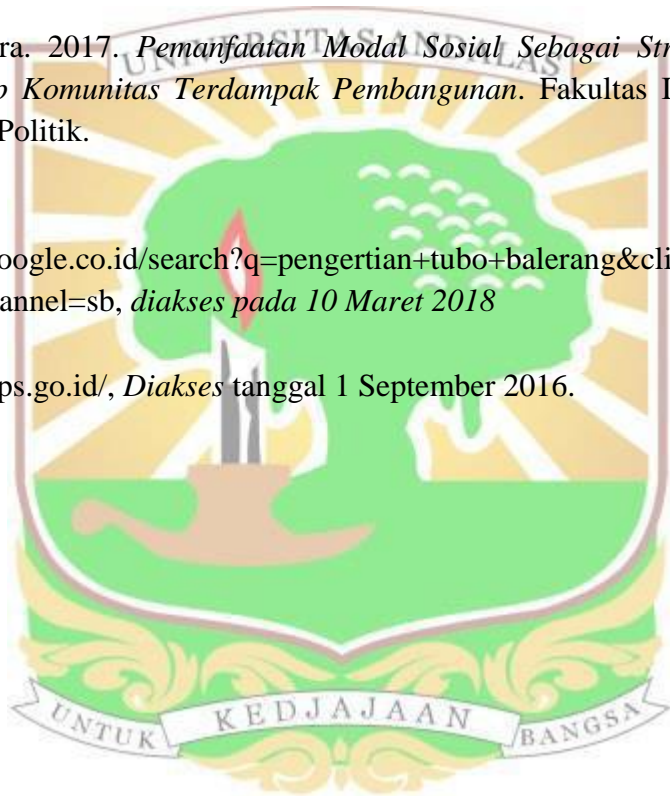 ra. 2017. Pemanfaatan Modal Sosial Sebagai Str
UNIVERSITAS ANDALAS
Komunitas Terdampak Pembangunan. Fakultas I
Politik.
oogle.co.id/search?q=pengertian+tubo+balerang&cli
annel=sb, diakses pada 10 Maret 2018
ps.go.id/, Diakses tanggal 1 September 2016.
UNTUK KEDJAJAAN BANGSA